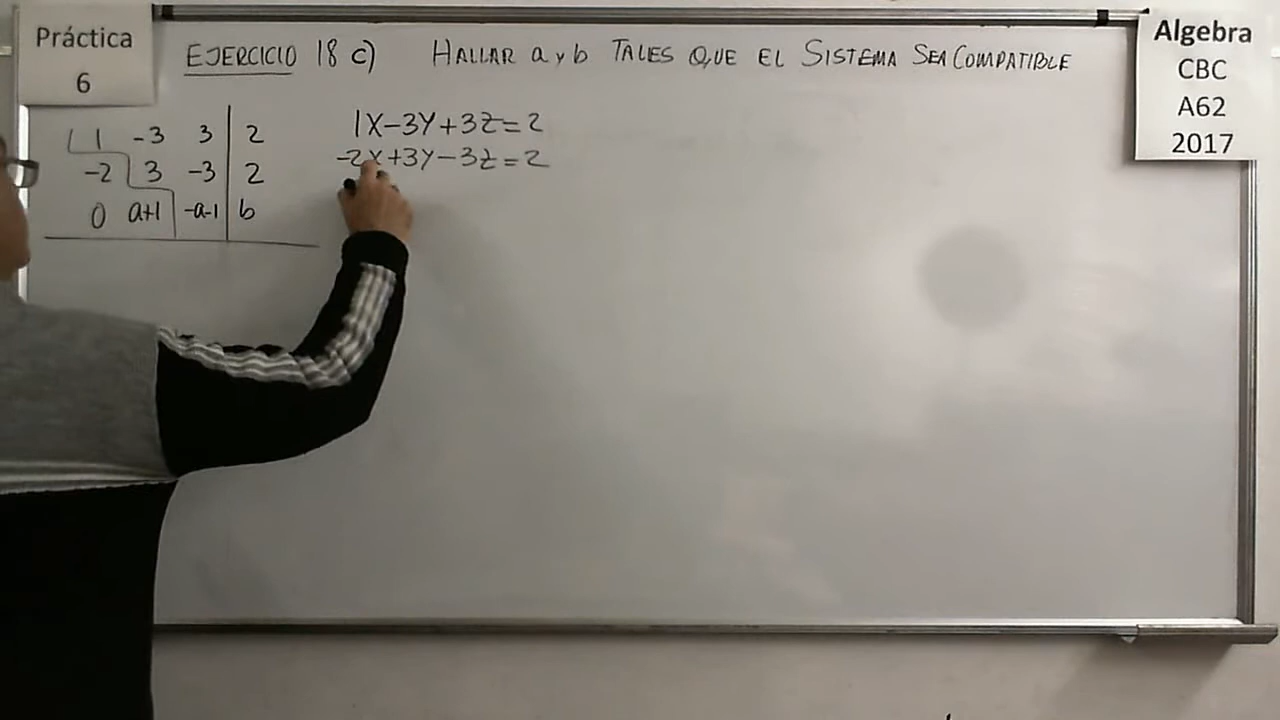 Práctica
6
EJERCICIO 18 c) HALLAR a y b TALES QUE EL SISTEMA SEA COMPATIBLE
Algebra
CBC
A62
2017
1 -3 3 2
-2 3 -3 2
0 a+1 -a-1 b
1X-3Y+3Z=2
-2X+3Y-3Z=2